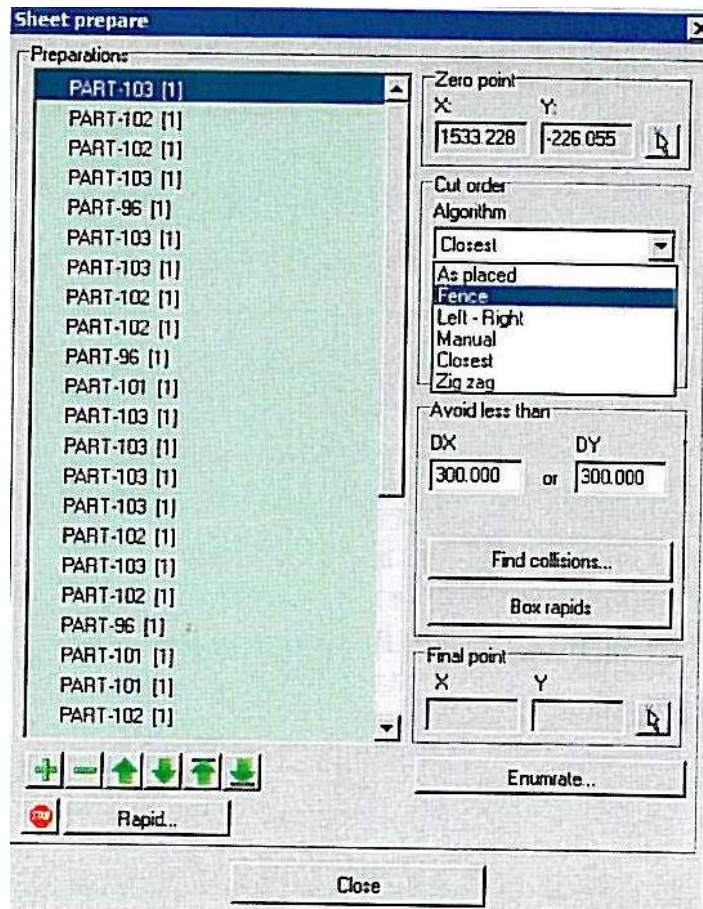 Sheet prepare
Preparations
PART-103 [1]
PART-102 [1]
PART-102 [1]
PART-103 [1]
PART-96 [1]
PART-103 [1]
PART-103 [1]
PART-102 [1]
PART-102 [1]
PART-96 [1]
PART-101 [1]
PART-103 [1]
PART-103 [1]
PART-103 [1]
PART-103 [1]
PART-102 [1]
PART-103 [1]
PART-102 [1]
PART-96 [1]
PART-101 [1]
PART-101 [1]
PART-102 [1]
STOP
Rapid...
Zero point
X: Y:
1533.228 -226.055
Cut order
Algorithm
Closest
As placed
Fence
Left - Right
Manual
Closest
Zig zag
Avoid less than
DX DY
300.000 or 300.000
Find collisions...
Box rapids
Final point
X Y
Enumrate...
Close